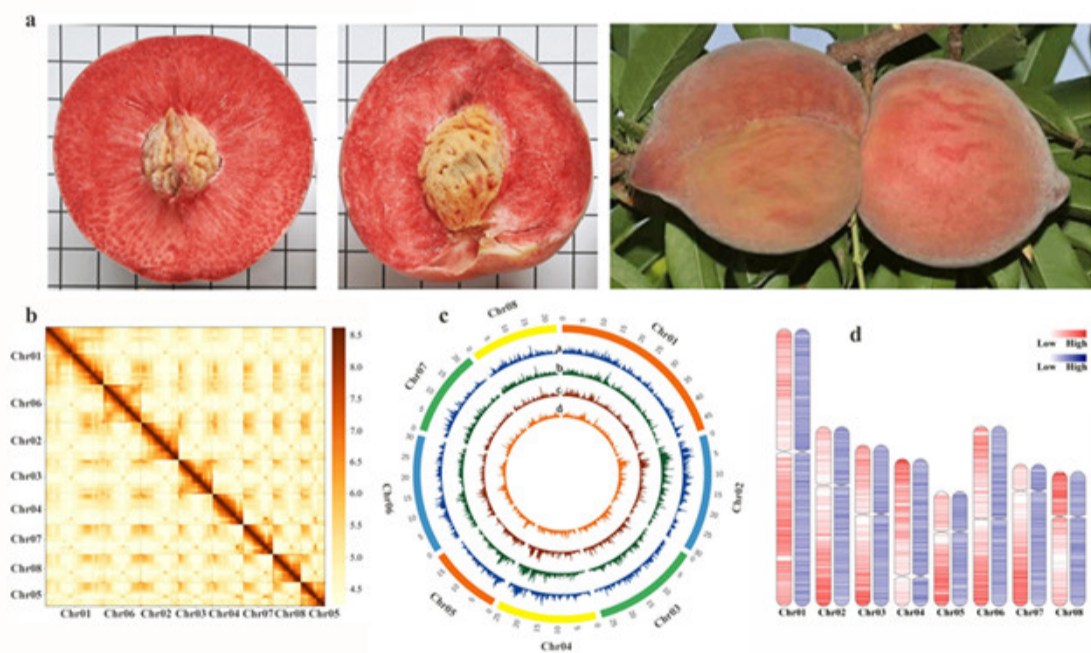 a
b
c
d
8.5
8.0
7.5
7.0
6.5
6.0
5.5
5.0
4.5
Chr01
Chr06
Chr02
Chr03
Chr04
Chr07
Chr08
Chr05
Chr01 Chr06 Chr02 Chr03 Chr04 Chr07 Chr08 Chr05
Chr08
Chr01
Chr07
Chr06
Chr02
Chr05
Chr03
Chr04
a
b
c
d
Low High
Low High
Chr01 Chr02 Chr03 Chr04 Chr05 Chr06 Chr07 Chr08